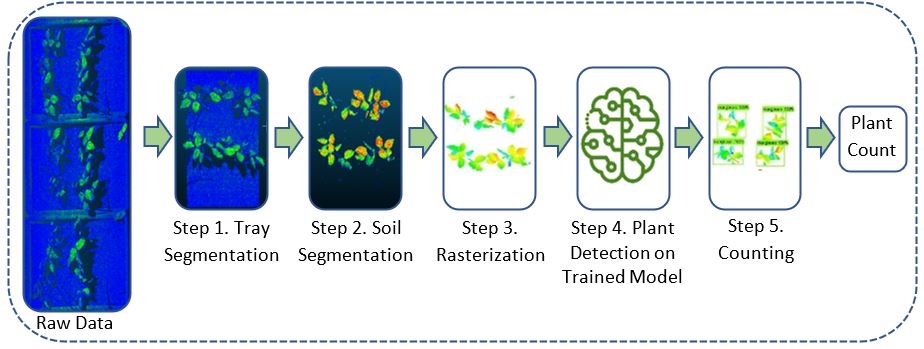 Raw Data
Step 1. Tray
Segmentation
Step 2. Soil
Segmentation
Step 3.
Rasterization
Step 4. Plant
Detection on
Trained Model
Step 5.
Counting
Plant
Count